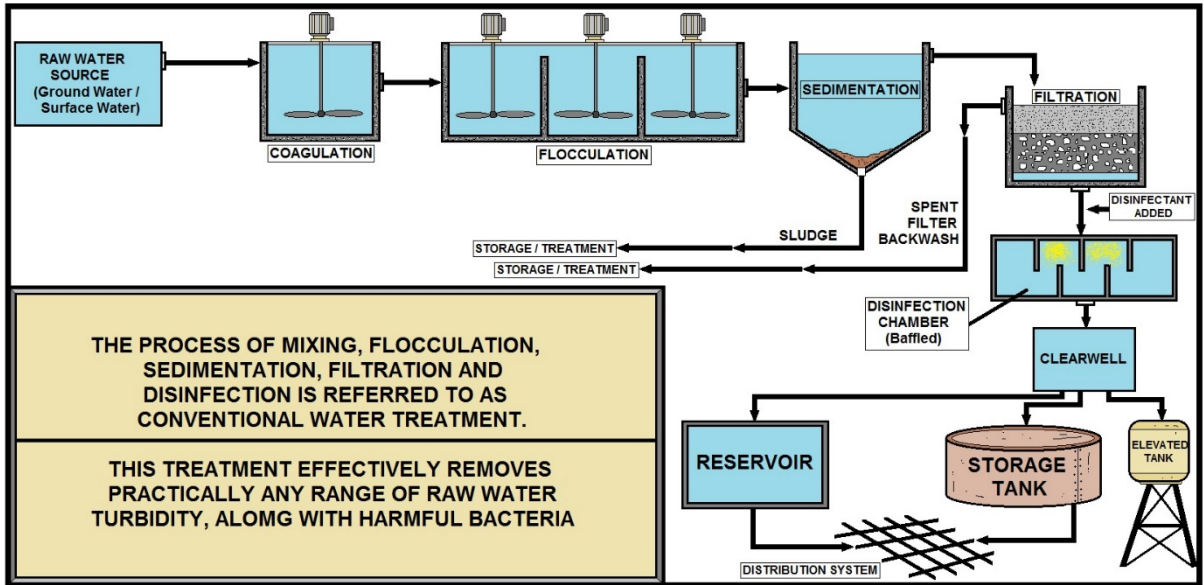 RAW WATER
SOURCE
(Ground Water /
Surface Water)
COAGULATION
FLOCCULATION
SEDIMENTATION
FILTRATION
DISINFECTANT
ADDED
SPENT
FILTER
BACKWASH
SLUDGE
STORAGE / TREATMENT
STORAGE / TREATMENT
DISINFECTION
CHAMBER
(Baffled)
CLEARWELL
RESERVOIR
STORAGE
TANK
ELEVATED
TANK
DISTRIBUTION SYSTEM
THE PROCESS OF MIXING, FLOCCULATION,
SEDIMENTATION, FILTRATION AND
DISINFECTION IS REFERRED TO AS
CONVENTIONAL WATER TREATMENT.
THIS TREATMENT EFFECTIVELY REMOVES
PRACTICALLY ANY RANGE OF RAW WATER
TURBIDITY, ALOMG WITH HARMFUL BACTERIA